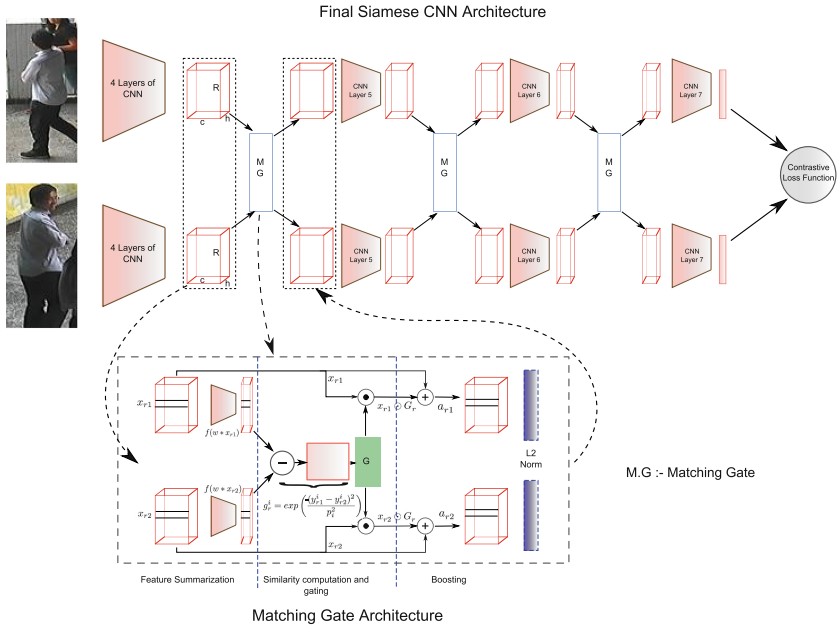 Final Siamese CNN Architecture
4 Layers of
CNN
R
c
h
M
G
CNN
Layer 5
M
G
CNN
Layer 6
M
G
CNN
Layer 7
Contrastive
Loss Function
4 Layers of
CNN
R
c
h
CNN
Layer 5
CNN
Layer 6
CNN
Layer 7
x_{r1}
f(w * x_{r1})
x_{r1}
x_{r1} ⊙ G_r
a_{r1}
G
L2
Norm
M.G :- Matching Gate
x_{r2}
f(w * x_{r2})
g_r^i = exp(-(y_{r1}^i - y_{r2}^i)^2 / p_i^2)
x_{r2}
x_{r2} ⊙ G_r
a_{r2}
Feature Summarization
Similarity computation and
gating
Boosting
Matching Gate Architecture